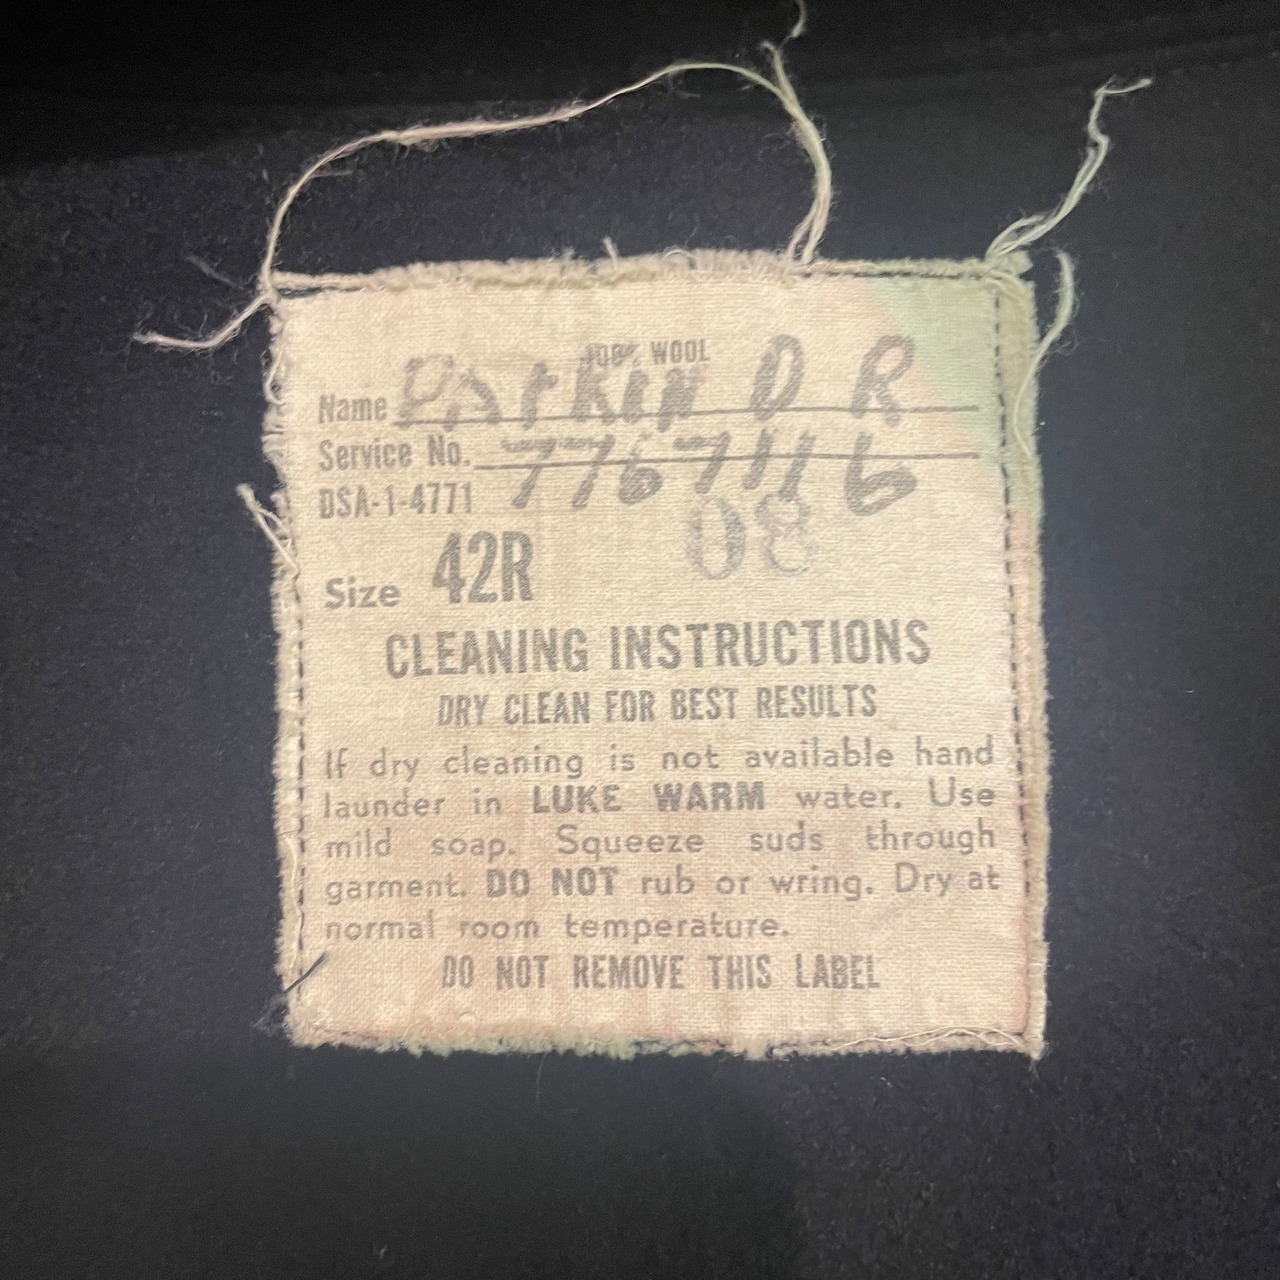 100% WOOL
Name Parkin D R
Service No. 7767116
DSA-1-4771
08
Size 42R
CLEANING INSTRUCTIONS
DRY CLEAN FOR BEST RESULTS
If dry cleaning is not available hand
launder in LUKE WARM water. Use
mild soap. Squeeze suds through
garment. DO NOT rub or wring. Dry at
normal room temperature.
DO NOT REMOVE THIS LABEL